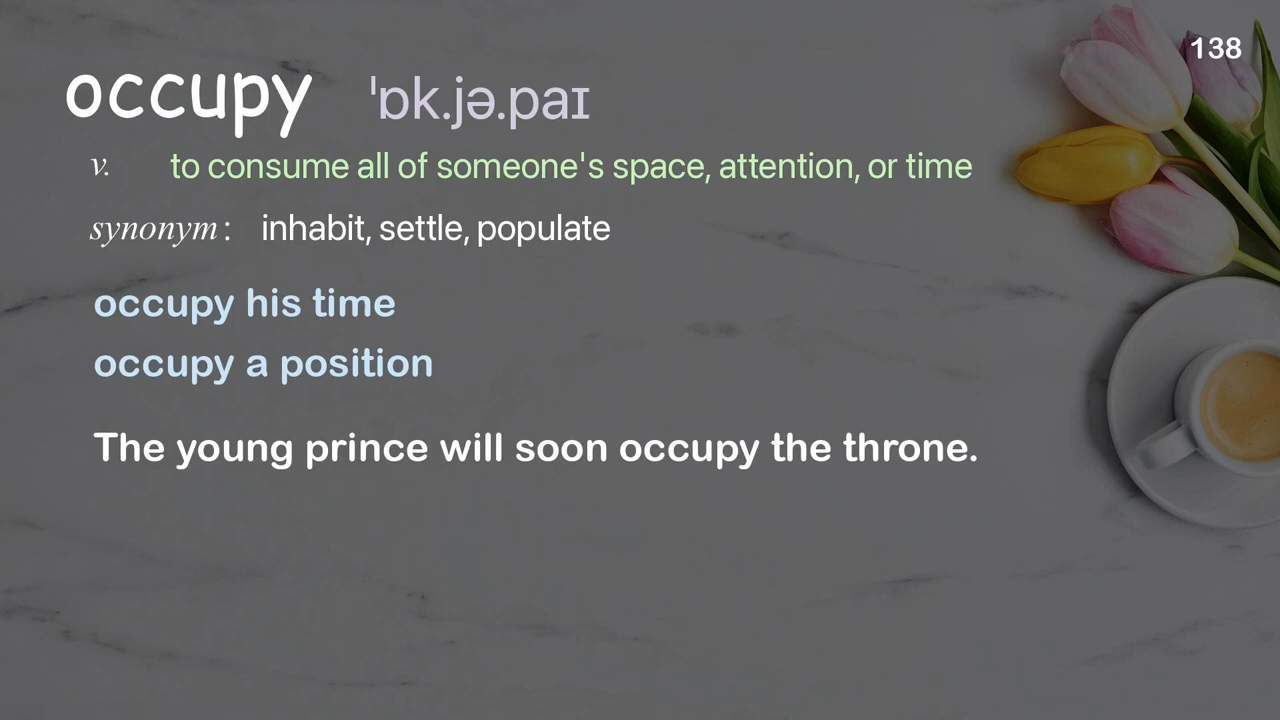 138
occupy ˈɒk.jə.paɪ
v. to consume all of someone's space, attention, or time
synonym: inhabit, settle, populate
occupy his time
occupy a position
The young prince will soon occupy the throne.